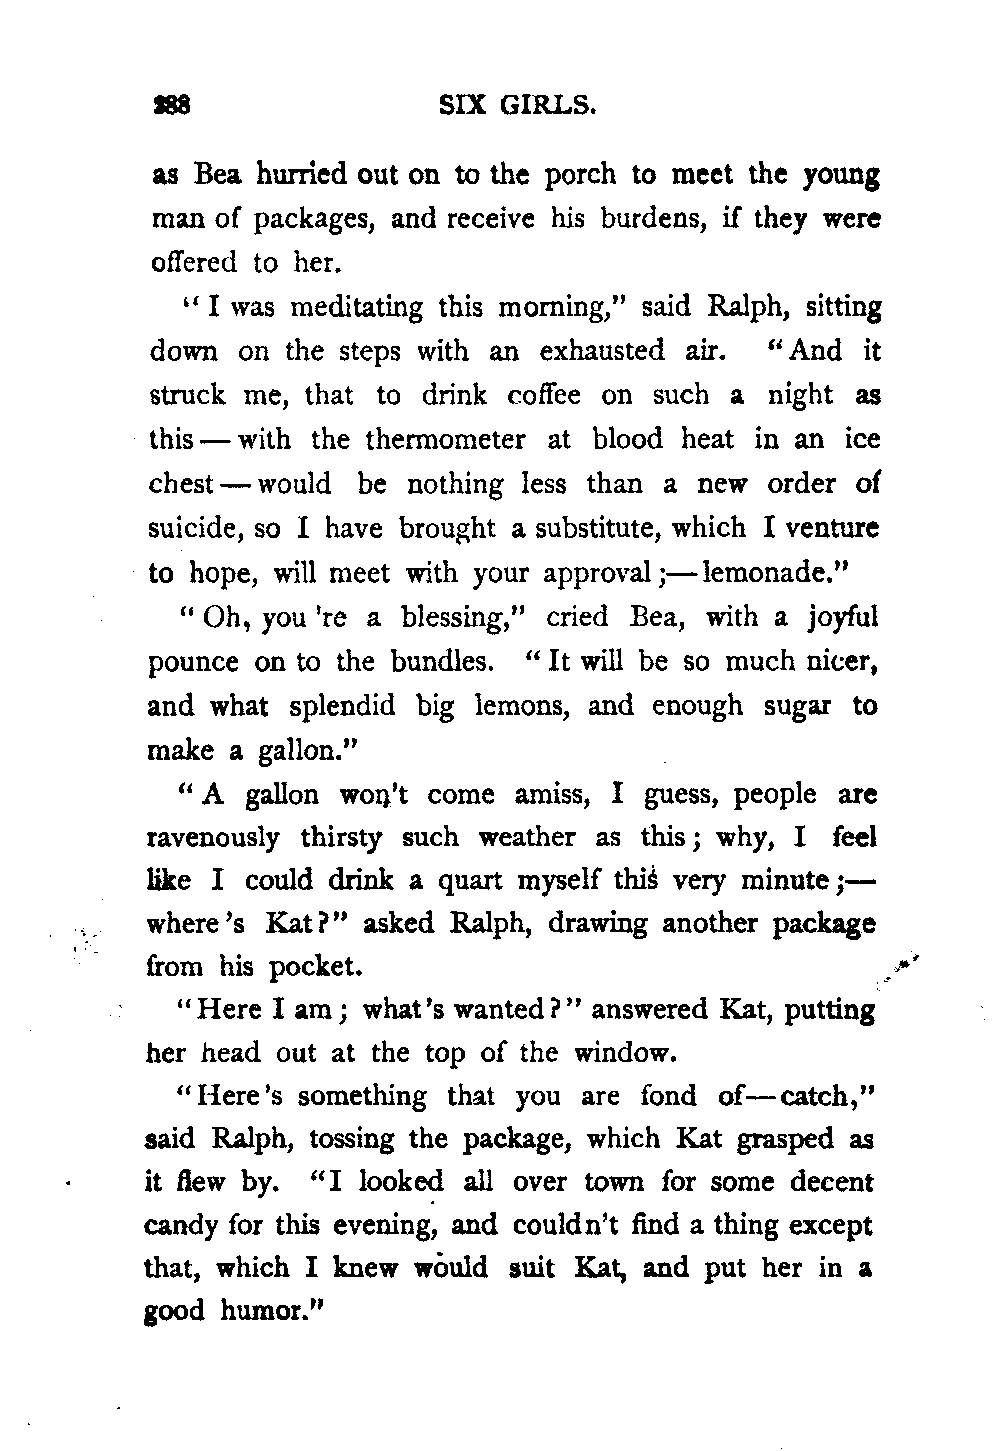 288 SIX GIRLS.
as Bea hurried out on to the porch to meet the young
man of packages, and receive his burdens, if they were
offered to her.
“I was meditating this morning,” said Ralph, sitting
down on the steps with an exhausted air. “And it
struck me, that to drink coffee on such a night as
this — with the thermometer at blood heat in an ice
chest — would be nothing less than a new order of
suicide, so I have brought a substitute, which I venture
to hope, will meet with your approval ;— lemonade.”
“Oh, you 're a blessing,” cried Bea, with a joyful
pounce on to the bundles. “It will be so much nicer,
and what splendid big lemons, and enough sugar to
make a gallon.”
“A gallon won't come amiss, I guess, people are
ravenously thirsty such weather as this ; why, I feel
like I could drink a quart myself this very minute ;—
where 's Kat?” asked Ralph, drawing another package
from his pocket.
“Here I am ; what 's wanted?” answered Kat, putting
her head out at the top of the window.
“Here 's something that you are fond of — catch,”
said Ralph, tossing the package, which Kat grasped as
it flew by. “I looked all over town for some decent
candy for this evening, and couldn't find a thing except
that, which I knew would suit Kat, and put her in a
good humor.”